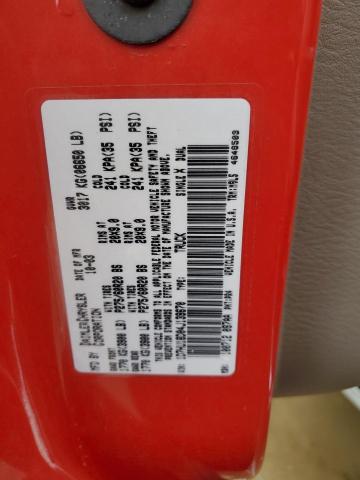 MFD BY DAIMLERCHRYSLER CORPORATION
DATE OF MFR 10-03
GVWR 3017 KG(06650 LB)
GAWR FRONT WITH TIRES RIMS AT COLD
1770 KG(3900 LB) P275/60R20 BS 20X9.0 241 KPA(35 PSI)
GAWR REAR WITH TIRES RIMS AT COLD
1770 KG(3900 LB) P275/60R20 BS 20X9.0 241 KPA(35 PSI)
THIS VEHICLE CONFORMS TO ALL APPLICABLE FEDERAL MOTOR VEHICLE SAFETY AND THEFT
PREVENTION STANDARDS IN EFFECT ON THE DATE OF MANUFACTURE SHOWN ABOVE.
TRUCK SINGLE X DUAL
VEHICLE MADE IN U.S.A. 4648503